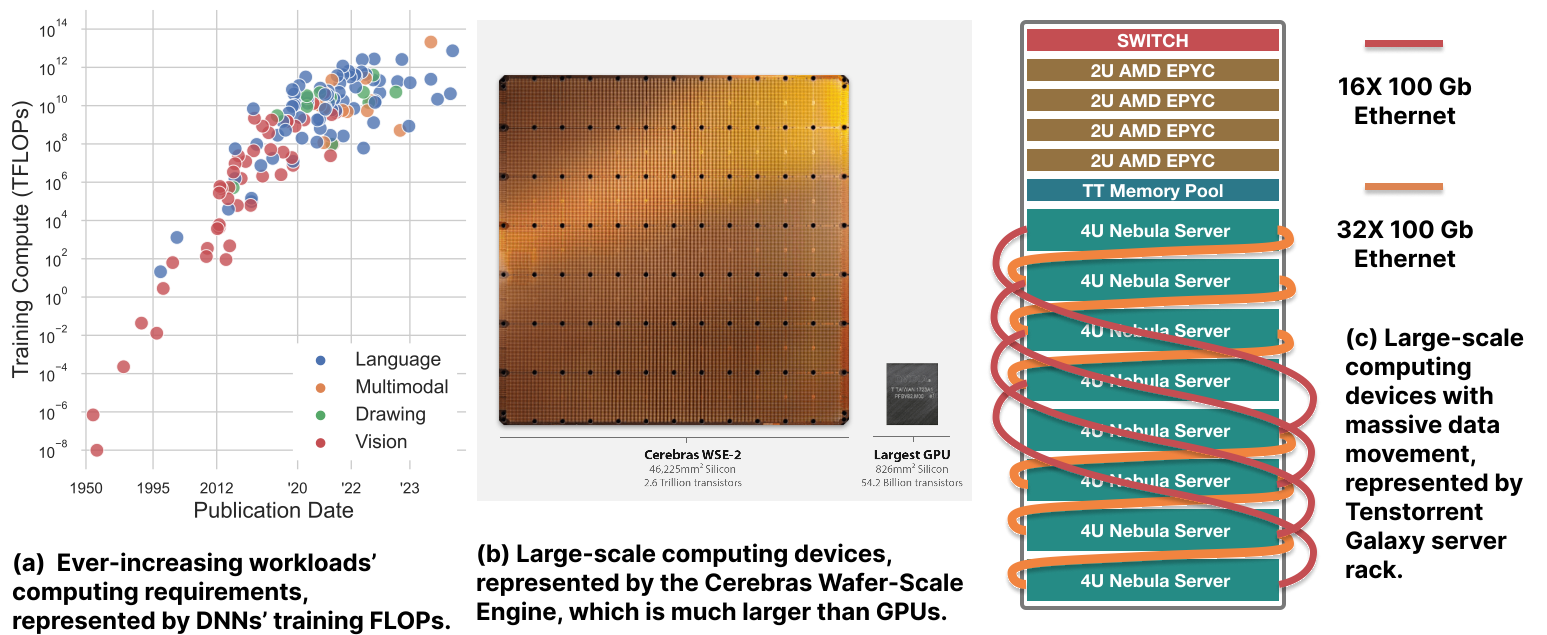 Training Compute (TFLOPs)
10^14
10^12
10^10
10^8
10^6
10^4
10^2
10^0
10^-2
10^-4
10^-6
10^-8
Language
Multimodal
Drawing
Vision
1950 1995 2012 '20 '22 '23
Publication Date
(a) Ever-increasing workloads'
computing requirements,
represented by DNNs' training FLOPs.
Cerebras WSE-2
46,225mm² Silicon
2.6 Trillion transistors
Largest GPU
826mm² Silicon
54.2 Billion transistors
(b) Large-scale computing devices,
represented by the Cerebras Wafer-Scale
Engine, which is much larger than GPUs.
SWITCH
2U AMD EPYC
2U AMD EPYC
2U AMD EPYC
2U AMD EPYC
TT Memory Pool
4U Nebula Server
4U Nebula Server
4U Nebula Server
4U Nebula Server
4U Nebula Server
4U Nebula Server
4U Nebula Server
4U Nebula Server
16X 100 Gb
Ethernet
32X 100 Gb
Ethernet
(c) Large-scale
computing
devices with
massive data
movement,
represented by
Tenstorrent
Galaxy server
rack.